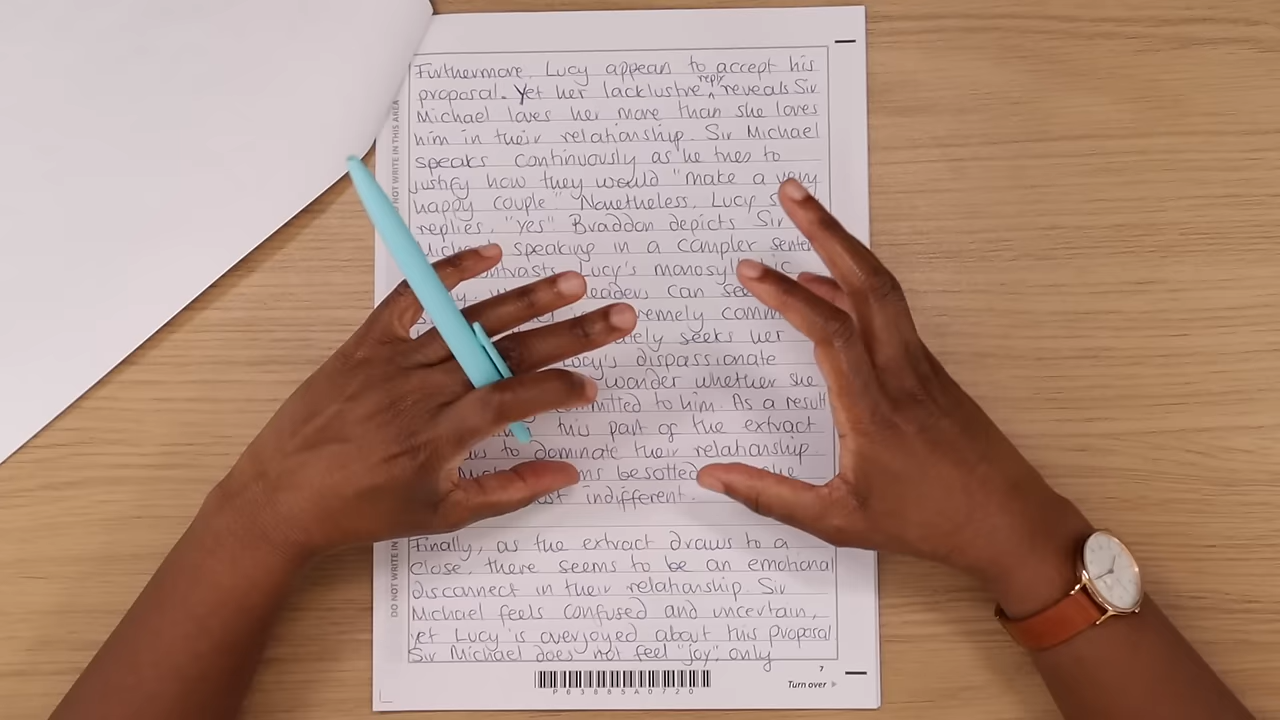 Furthermore, Lucy appears to accept his
proposal. Yet her lacklustre reply reveals Sir
Michael loves her more than she loves
him in their relationship. Sir Michael
speaks continuously as he tries to
justify how they would "make a very
happy couple" Nonetheless, Lucy
replies, "yes" Braddon depicts Sir
Michael speaking in a complex
Lucy's
readers can
seeks her
Lucy's dispassionate
wonder whether she
to him. As a result
this part of the extract
to dominate their relationship
besotted
indifferent.
Finally, as the extract draws to a
close, there seems to be an emotional
disconnect in their relationship. Sir
Michael feels confused and uncertain,
yet Lucy is overjoyed about this proposal
Sir Michael does not feel "joy", only
DO NOT WRITE IN THIS AREA
DO NOT WRITE IN
7
P63885A0720
Turn over